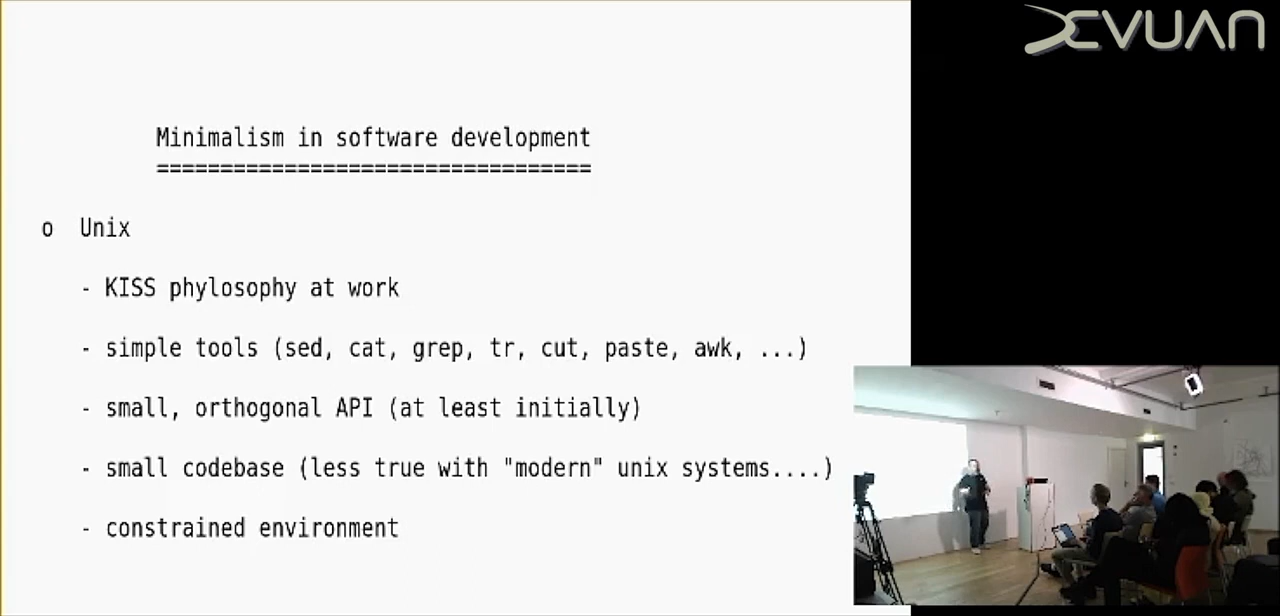 DEVUAN
Minimalism in software development
==================================
o Unix
- KISS phylosophy at work
- simple tools (sed, cat, grep, tr, cut, paste, awk, ...)
- small, orthogonal API (at least initially)
- small codebase (less true with "modern" unix systems....)
- constrained environment